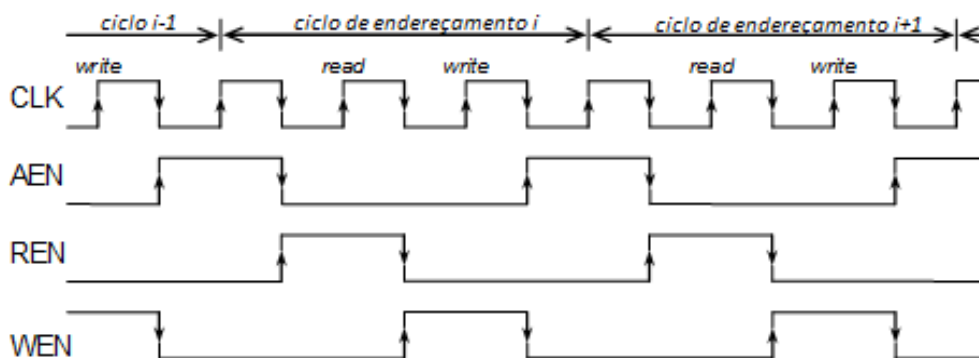 ciclo i-1 ciclo de endereçamento i ciclo de endereçamento i+1
write read write read write
CLK
AEN
REN
WEN